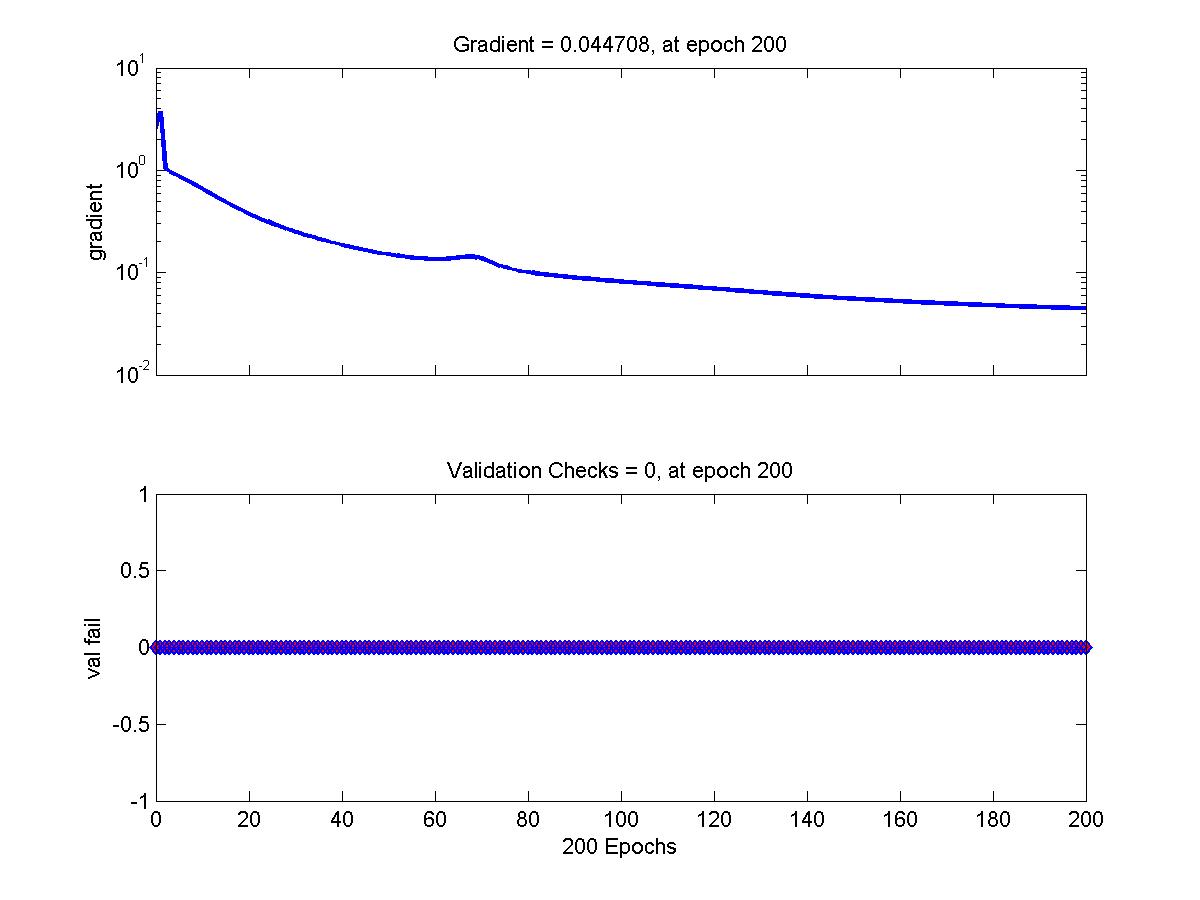 Gradient = 0.044708, at epoch 200
10^1
10^0
10^-1
10^-2
gradient
Validation Checks = 0, at epoch 200
1
0.5
0
-0.5
-1
val fail
0 20 40 60 80 100 120 140 160 180 200
200 Epochs